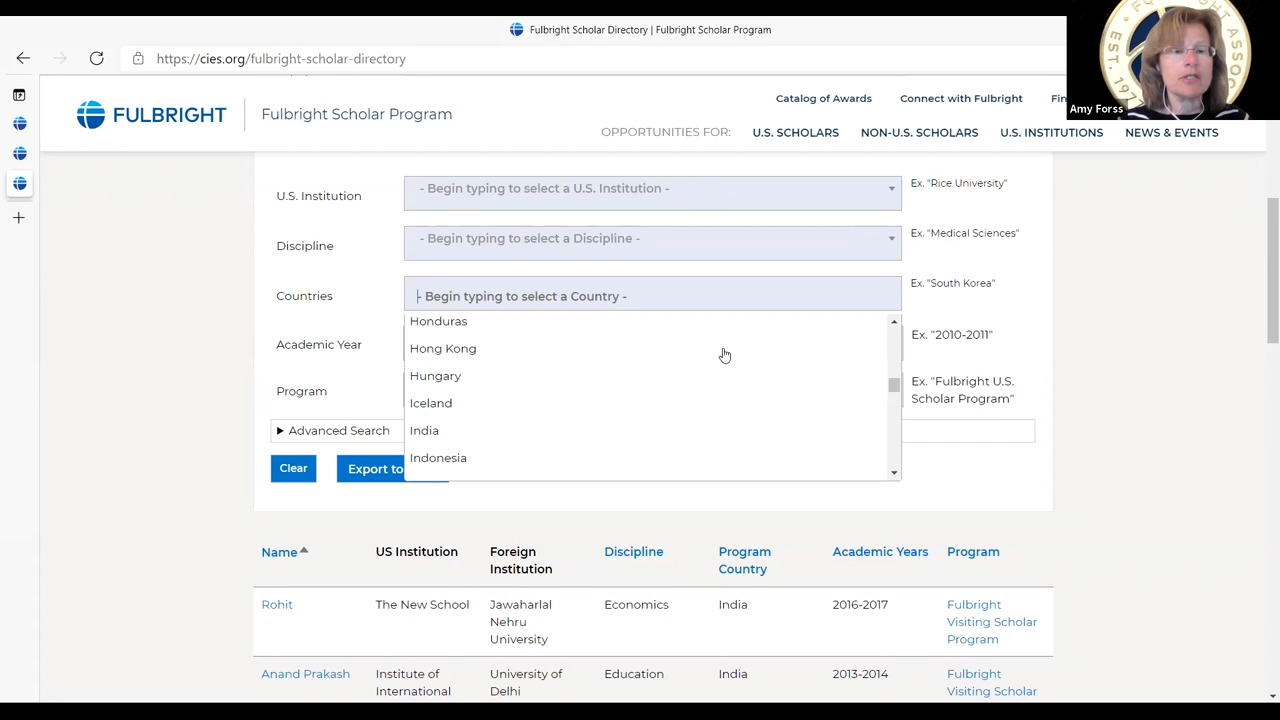 Fulbright Scholar Directory | Fulbright Scholar Program
https://cies.org/fulbright-scholar-directory
Amy Forss
FULBRIGHT
Fulbright Scholar Program
Catalog of Awards
Connect with Fulbright
OPPORTUNITIES FOR:
U.S. SCHOLARS
NON-U.S. SCHOLARS
U.S. INSTITUTIONS
NEWS & EVENTS
U.S. Institution
- Begin typing to select a U.S. Institution -
Ex. "Rice University"
Discipline
- Begin typing to select a Discipline -
Ex. "Medical Sciences"
Countries
- Begin typing to select a Country -
Ex. "South Korea"
Honduras
Hong Kong
Hungary
Iceland
India
Indonesia
Academic Year
Ex. "2010-2011"
Program
Ex. "Fulbright U.S.
Scholar Program"
Advanced Search
Clear
Export to
Name
US Institution
Foreign
Institution
Discipline
Program
Country
Academic Years
Program
Rohit
The New School
Jawaharlal
Nehru
University
Economics
India
2016-2017
Fulbright
Visiting Scholar
Program
Anand Prakash
Institute of
International
University of
Delhi
Education
India
2013-2014
Fulbright
Visiting Scholar